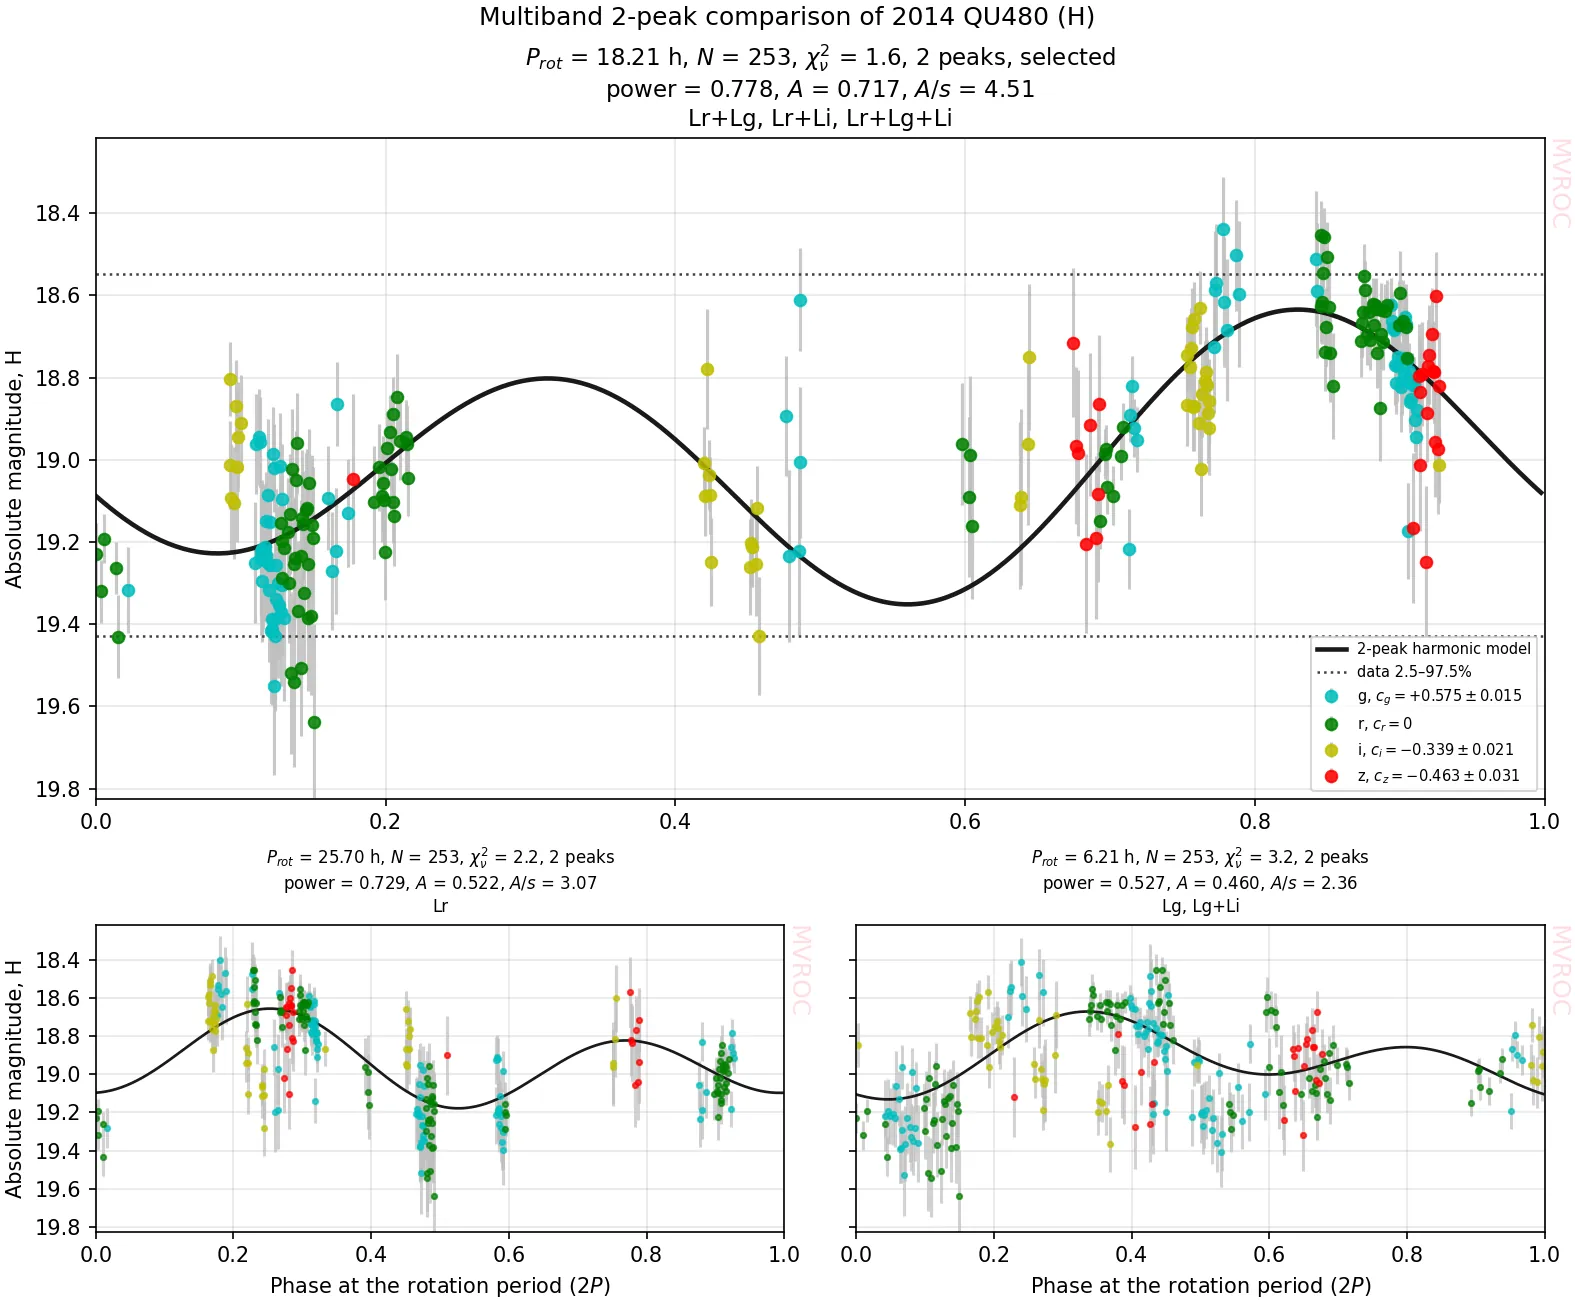 Multiband 2-peak comparison of 2014 QU480 (H)
P_rot = 18.21 h, N = 253, χ²_ν = 1.6, 2 peaks, selected
power = 0.778, A = 0.717, A/s = 4.51
Lr+Lg, Lr+Li, Lr+Lg+Li
MVROC
Absolute magnitude, H
18.4
18.6
18.8
19.0
19.2
19.4
19.6
19.8
2-peak harmonic model
data 2.5–97.5%
g, c_g = +0.575 ± 0.015
r, c_r = 0
i, c_i = −0.339 ± 0.021
z, c_z = −0.463 ± 0.031
0.0 0.2 0.4 0.6 0.8 1.0
P_rot = 25.70 h, N = 253, χ²_ν = 2.2, 2 peaks
power = 0.729, A = 0.522, A/s = 3.07
Lr
MVROC
Absolute magnitude, H
18.4
18.6
18.8
19.0
19.2
19.4
19.6
19.8
0.0 0.2 0.4 0.6 0.8 1.0
Phase at the rotation period (2P)
P_rot = 6.21 h, N = 253, χ²_ν = 3.2, 2 peaks
power = 0.527, A = 0.460, A/s = 2.36
Lg, Lg+Li
MVROC
0.0 0.2 0.4 0.6 0.8 1.0
Phase at the rotation period (2P)